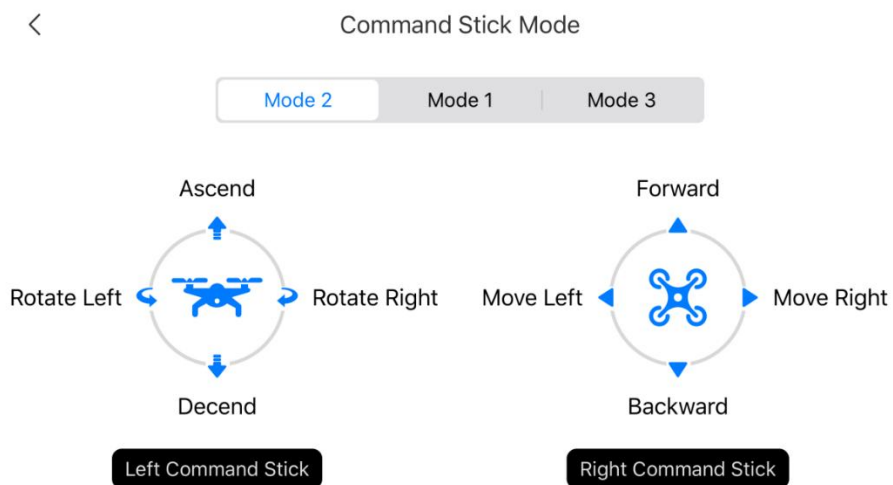 Command Stick Mode
Mode 2 Mode 1 Mode 3
Ascend
Rotate Left
Rotate Right
Decend
Left Command Stick
Forward
Move Left
Move Right
Backward
Right Command Stick